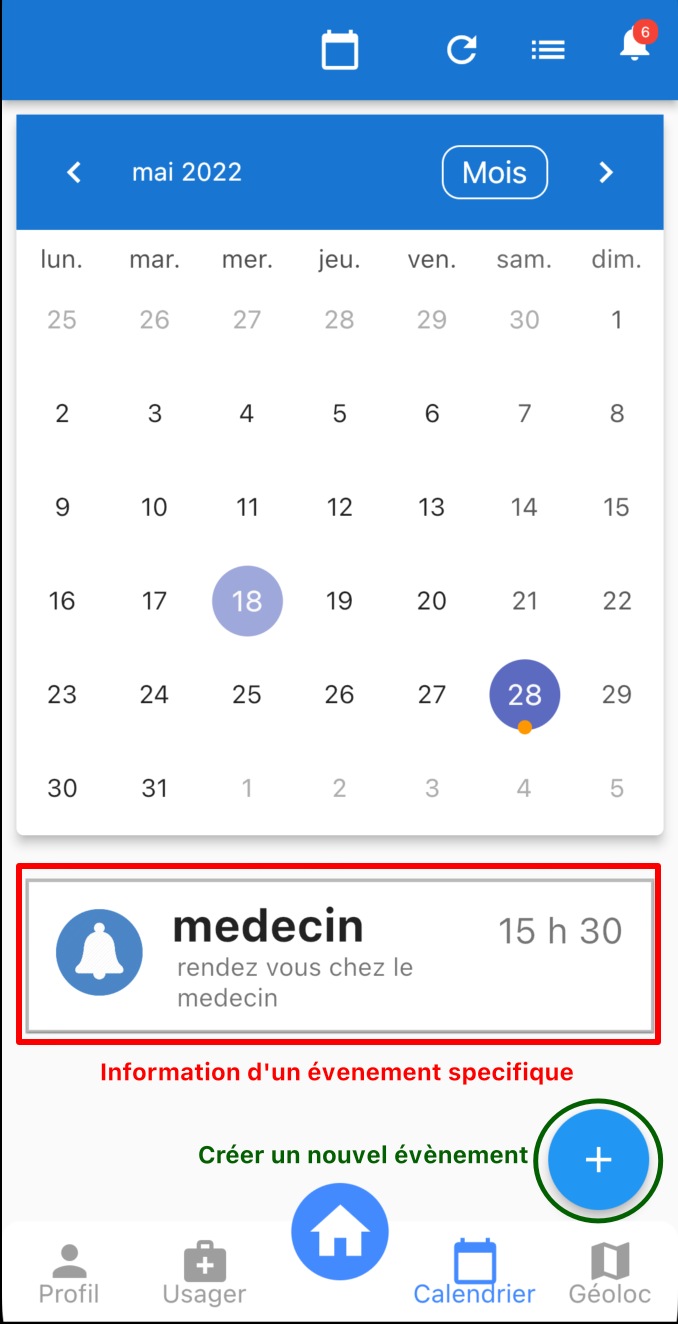 6
mai 2022 Mois
lun. mar. mer. jeu. ven. sam. dim.
25 26 27 28 29 30 1
2 3 4 5 6 7 8
9 10 11 12 13 14 15
16 17 18 19 20 21 22
23 24 25 26 27 28 29
30 31 1 2 3 4 5
medecin 15 h 30
rendez vous chez le
medecin
Information d'un évenement specifique
Créer un nouvel évènement
Profil Usager Calendrier Géoloc